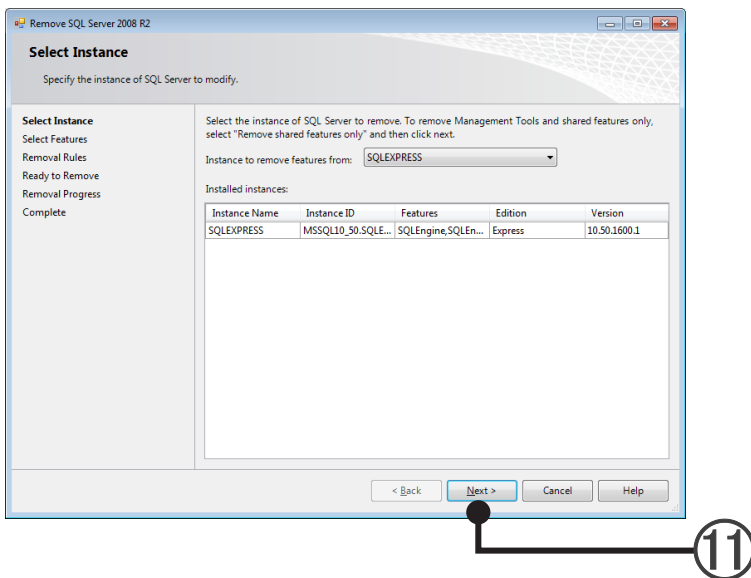 Remove SQL Server 2008 R2
Select Instance
Specify the instance of SQL Server to modify.
Select Instance
Select Features
Removal Rules
Ready to Remove
Removal Progress
Complete
Select the instance of SQL Server to remove. To remove Management Tools and shared features only,
select "Remove shared features only" and then click next.
Instance to remove features from: SQLEXPRESS
Installed instances:
Instance Name Instance ID Features Edition Version
SQLEXPRESS MSSQL10_50.SQLE... SQLEngine,SQLEn... Express 10.50.1600.1
< Back Next > Cancel Help
⑪